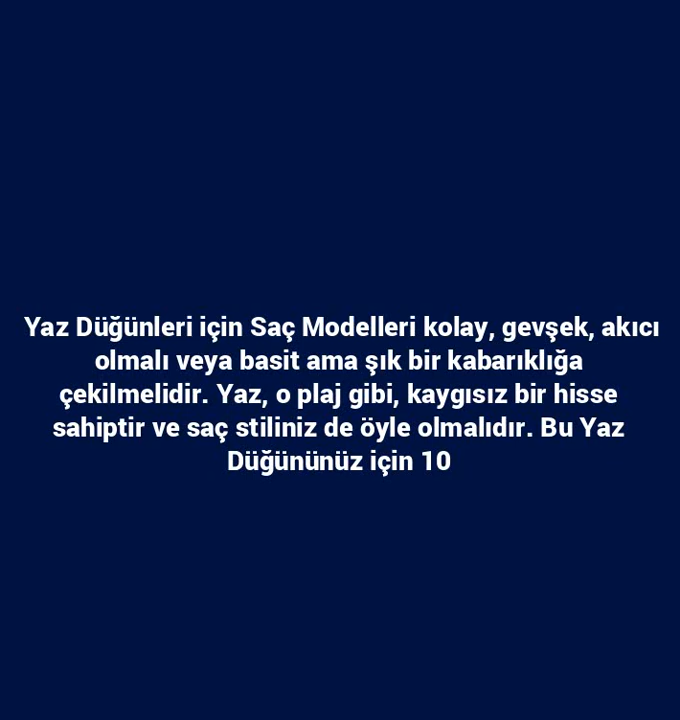 Yaz Düğünleri için Saç Modelleri kolay, gevşek, akıcı
olmalı veya basit ama şık bir kabarıklığa
çekilmelidir. Yaz, o plaj gibi, kaygısız bir hisse
sahiptir ve saç stiliniz de öyle olmalıdır. Bu Yaz
Düğününüz için 10